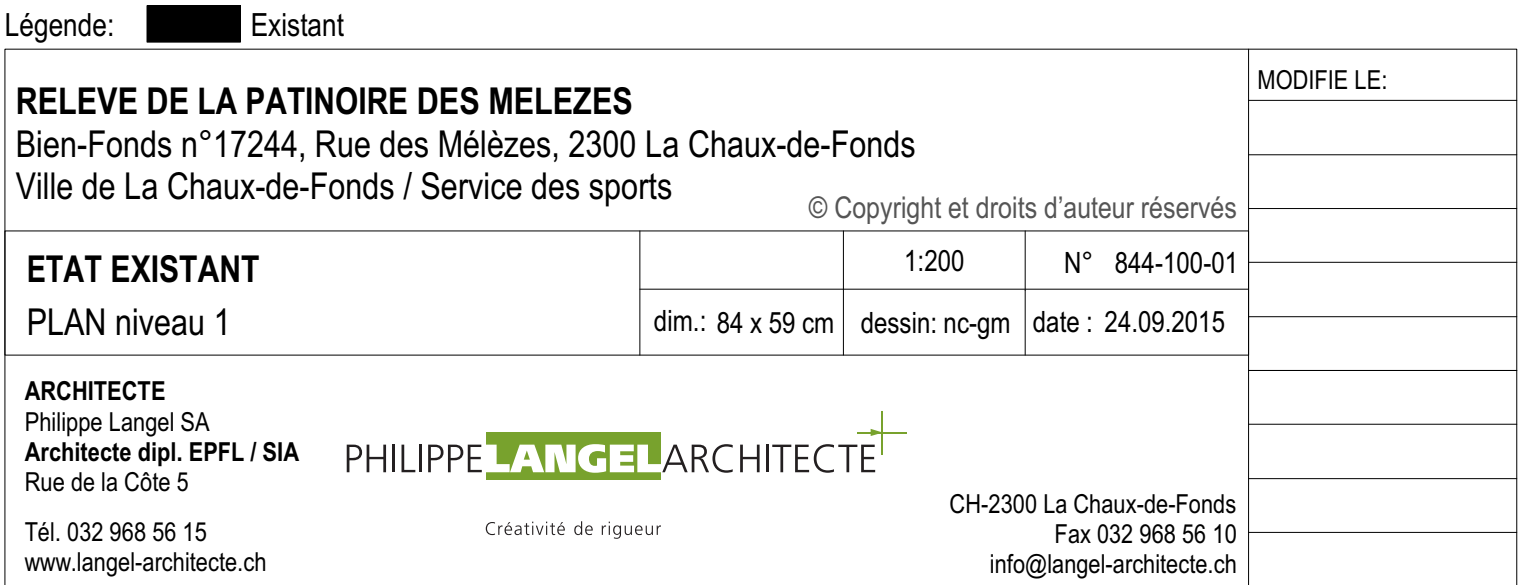 Légende: Existant
RELEVE DE LA PATINOIRE DES MELEZES
Bien-Fonds n°17244, Rue des Mélèzes, 2300 La Chaux-de-Fonds
Ville de La Chaux-de-Fonds / Service des sports
© Copyright et droits d'auteur réservés
MODIFIE LE:
ETAT EXISTANT
PLAN niveau 1
1:200
N° 844-100-01
dim.: 84 x 59 cm
dessin: nc-gm
date : 24.09.2015
ARCHITECTE
Philippe Langel SA
Architecte dipl. EPFL / SIA
Rue de la Côte 5
Tél. 032 968 56 15
www.langel-architecte.ch
PHILIPPELANGELARCHITECTE
Créativité de rigueur
CH-2300 La Chaux-de-Fonds
Fax 032 968 56 10
info@langel-architecte.ch